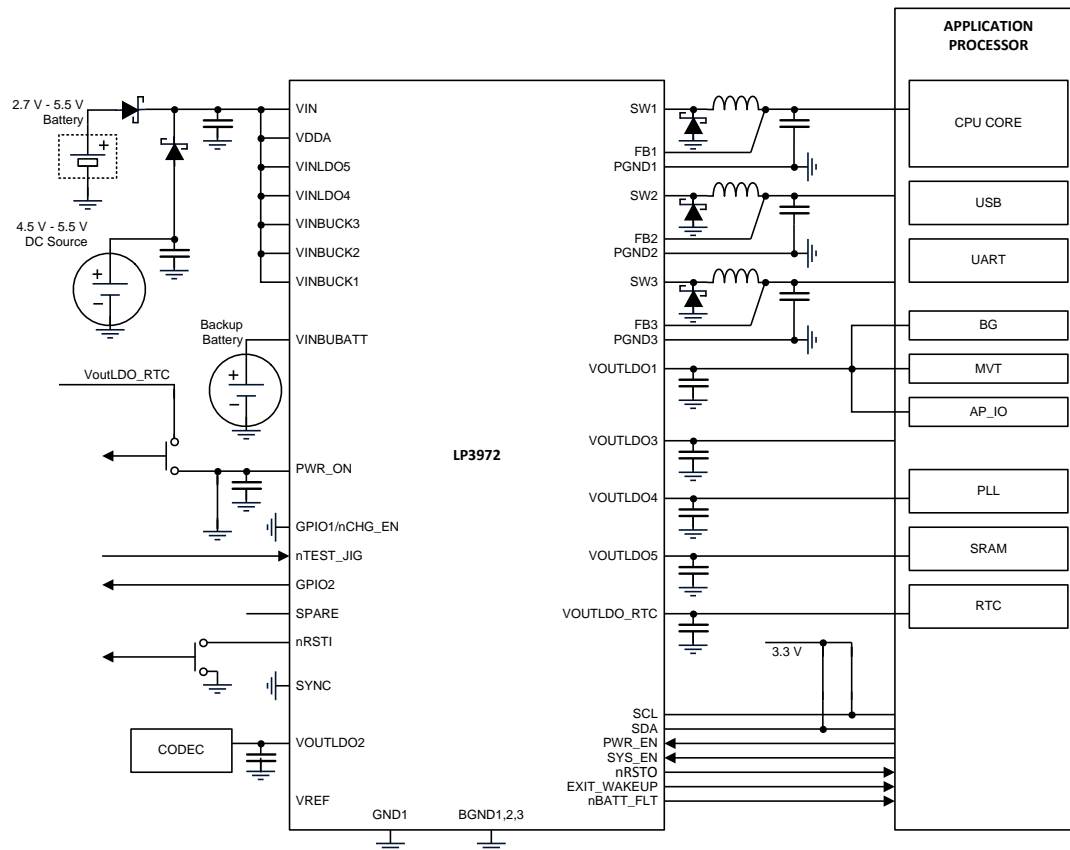 APPLICATION
PROCESSOR
2.7 V - 5.5 V
Battery
+
4.5 V - 5.5 V
DC Source
+
−
Backup
Battery
+
−
VoutLDO_RTC
CODEC
VIN
VDDA
VINLDO5
VINLDO4
VINBUCK3
VINBUCK2
VINBUCK1
VINBUBATT
PWR_ON
GPIO1/nCHG_EN
nTEST_JIG
GPIO2
SPARE
nRSTI
SYNC
VOUTLDO2
VREF
GND1
BGND1,2,3
LP3972
SW1
FB1
PGND1
SW2
FB2
PGND2
SW3
FB3
PGND3
VOUTLDO1
VOUTLDO3
VOUTLDO4
VOUTLDO5
VOUTLDO_RTC
3.3 V
SCL
SDA
PWR_EN
SYS_EN
nRSTO
EXIT_WAKEUP
nBATT_FLT
CPU CORE
USB
UART
BG
MVT
AP_IO
PLL
SRAM
RTC